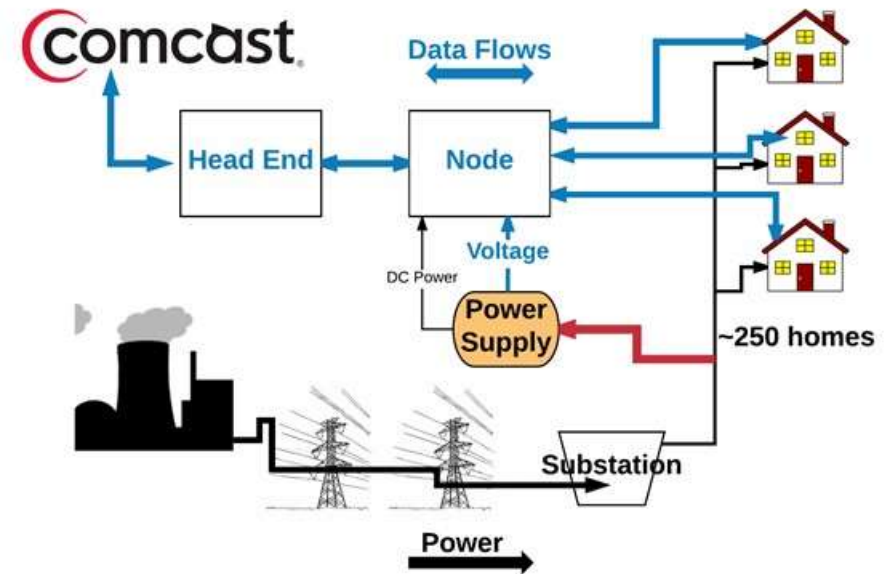 comcast®
Data Flows
Head End
Node
Voltage
DC Power
Power
Supply
~250 homes
Substation
Power